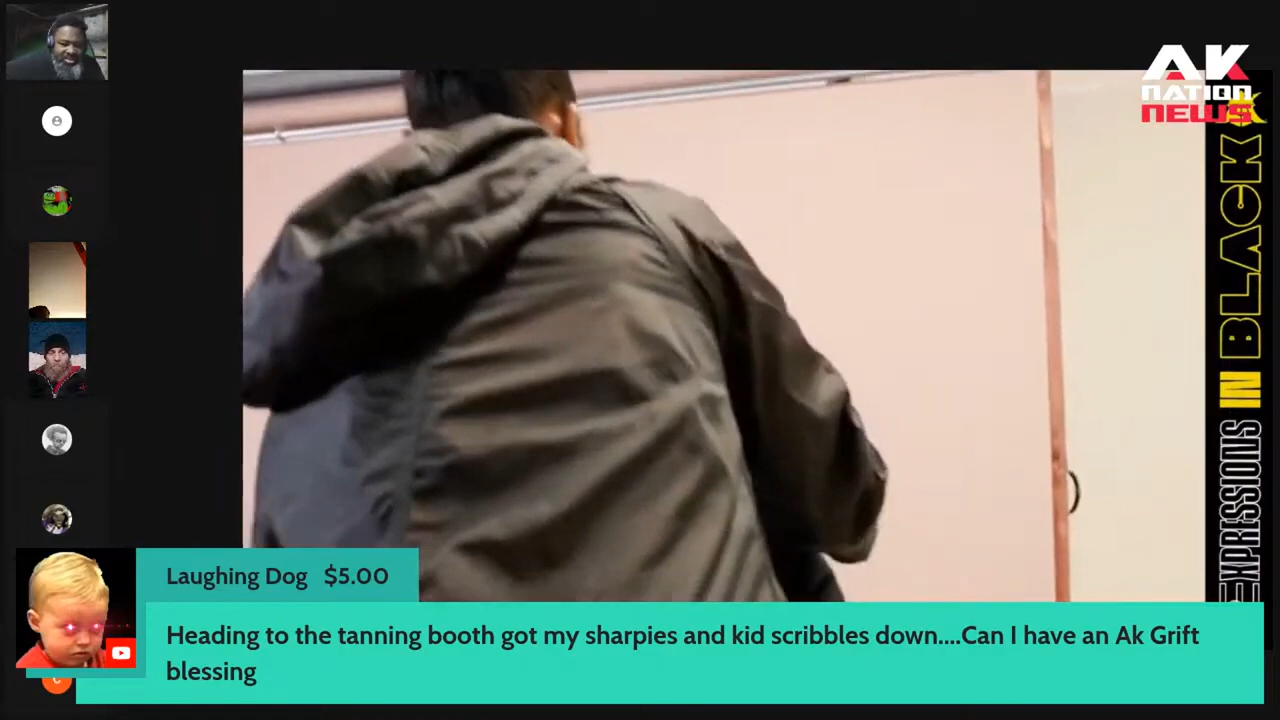 AK
NATION
NEWS
EXPRESSIONS IN BLACK
Laughing Dog $5.00
Heading to the tanning booth got my sharpies and kid scribbles down....Can I have an Ak Grift
blessing
C